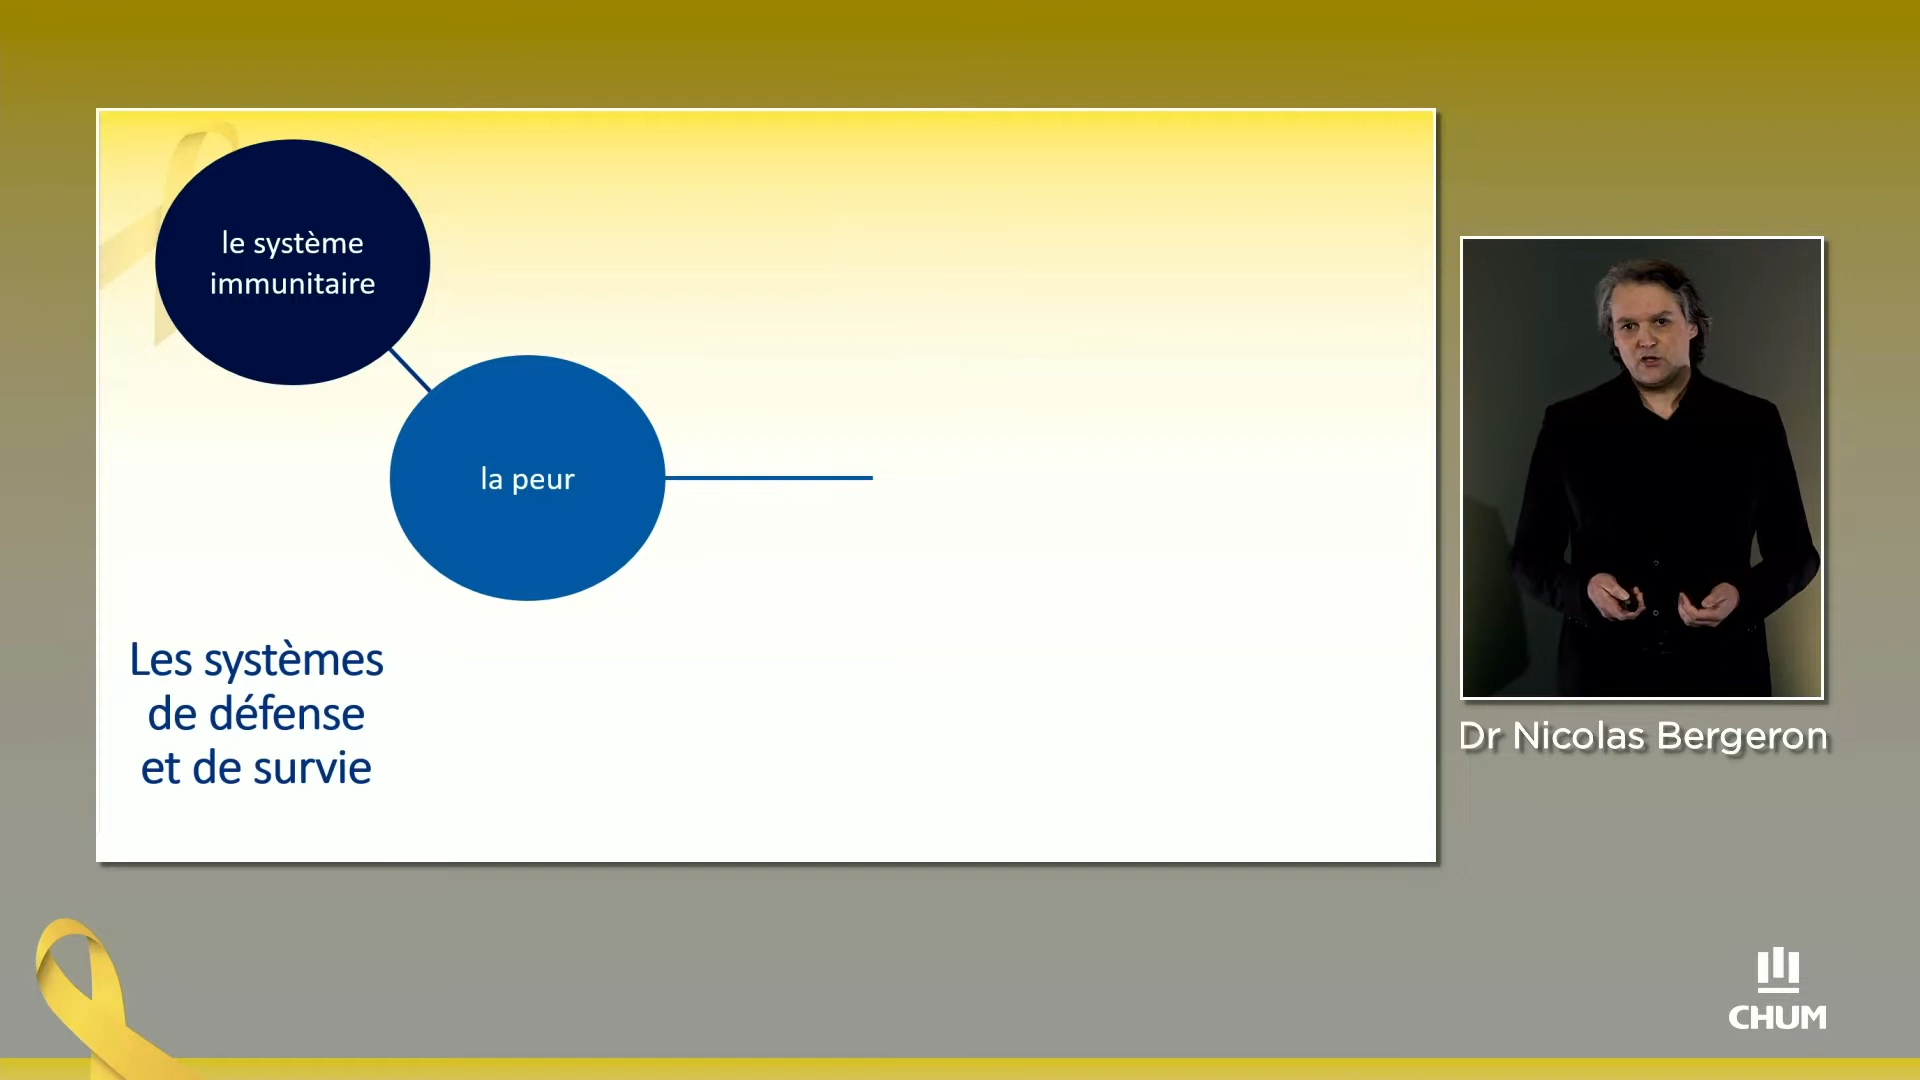 le système
immunitaire
la peur
Les systèmes
de défense
et de survie
Dr Nicolas Bergeron
CHUM